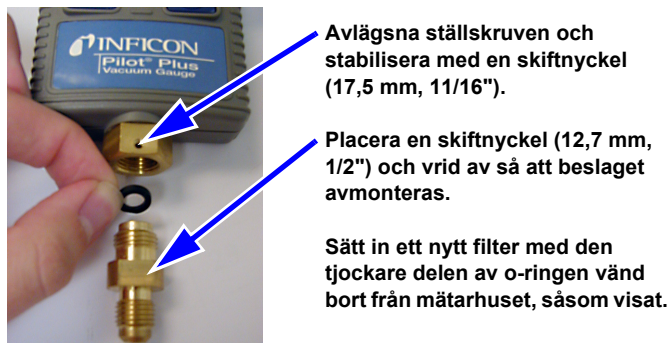 INFICON
Pilot® Plus
Vacuum Gauge
Avlägsna ställskruven och
stabilisera med en skiftnyckel
(17,5 mm, 11/16").
Placera en skiftnyckel (12,7 mm,
1/2") och vrid av så att beslaget
avmonteras.
Sätt in ett nytt filter med den
tjockare delen av o-ringen vänd
bort från mätarhuset, såsom visat.